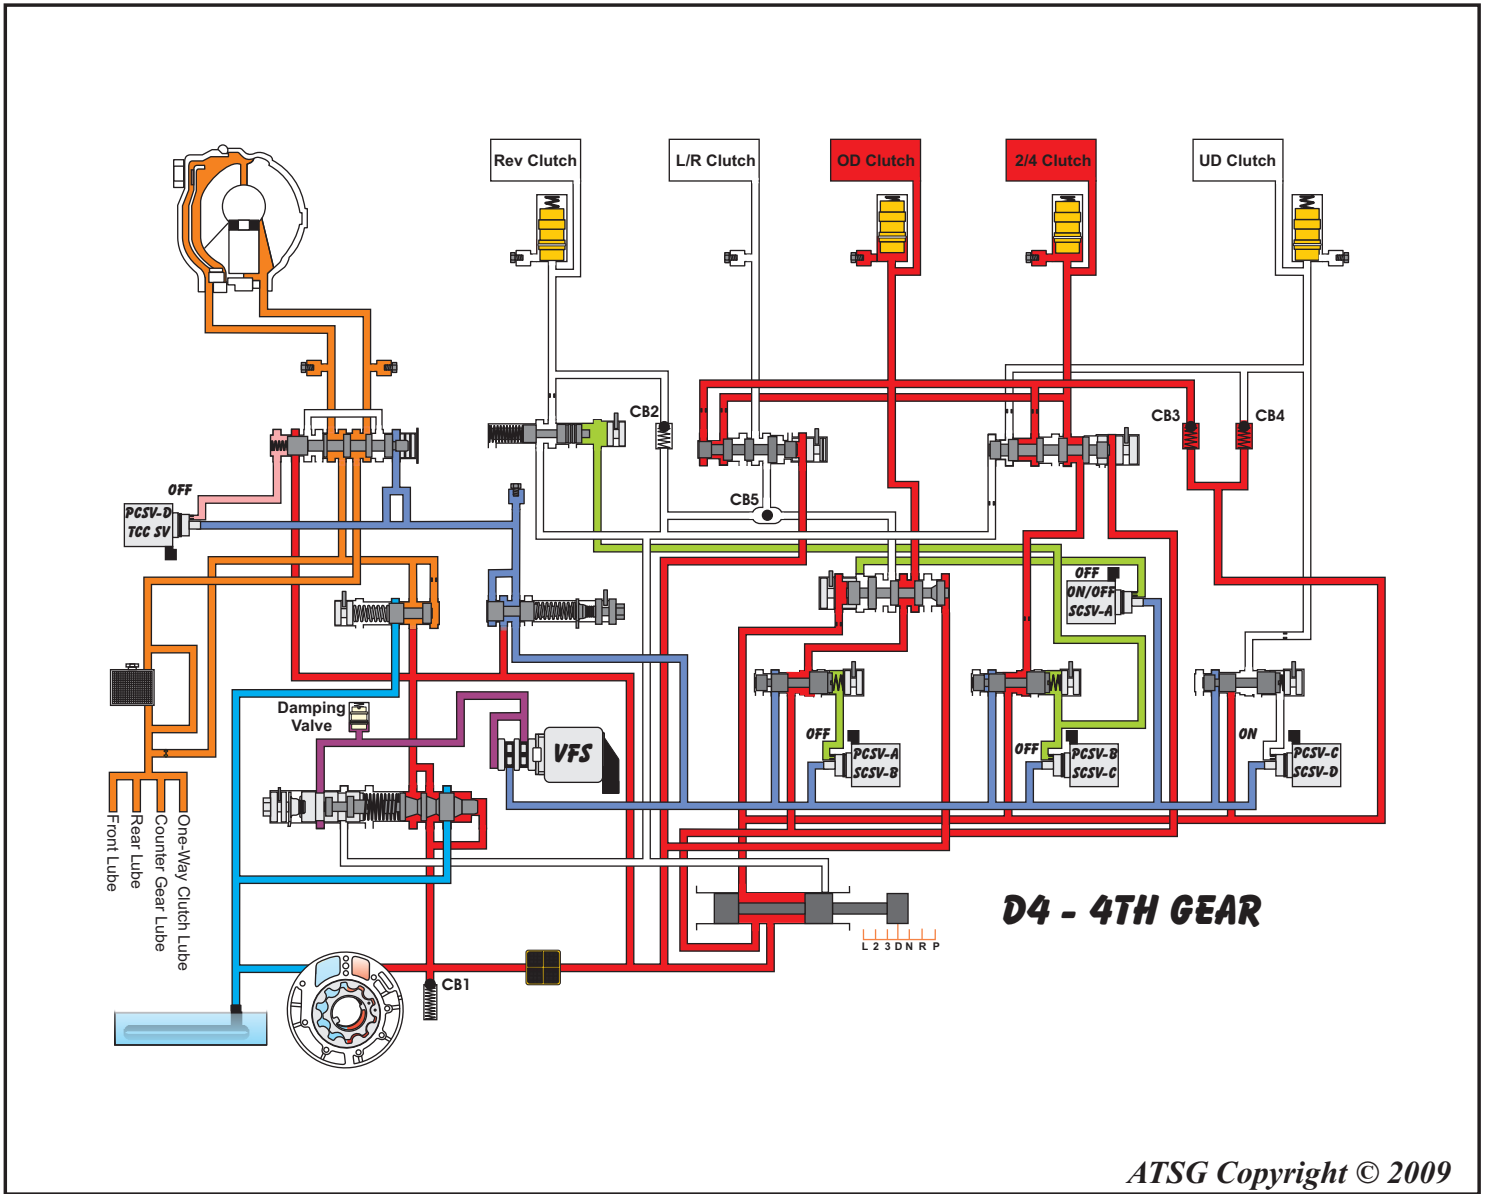 Rev Clutch
L/R Clutch
OD Clutch
2/4 Clutch
UD Clutch
CB2
CB3
CB4
OFF
CB5
PCSV-D
TCC SV
OFF
ON/OFF
SCSV-A
Damping
Valve
VFS
OFF
PCSV-A
SCSV-B
OFF
PCSV-B
SCSV-C
ON
PCSV-C
SCSV-D
Front Lube
Rear Lube
Counter Gear Lube
One-Way Clutch Lube
D4 - 4TH GEAR
L 2 3 D N R P
CB1
ATSG Copyright © 2009